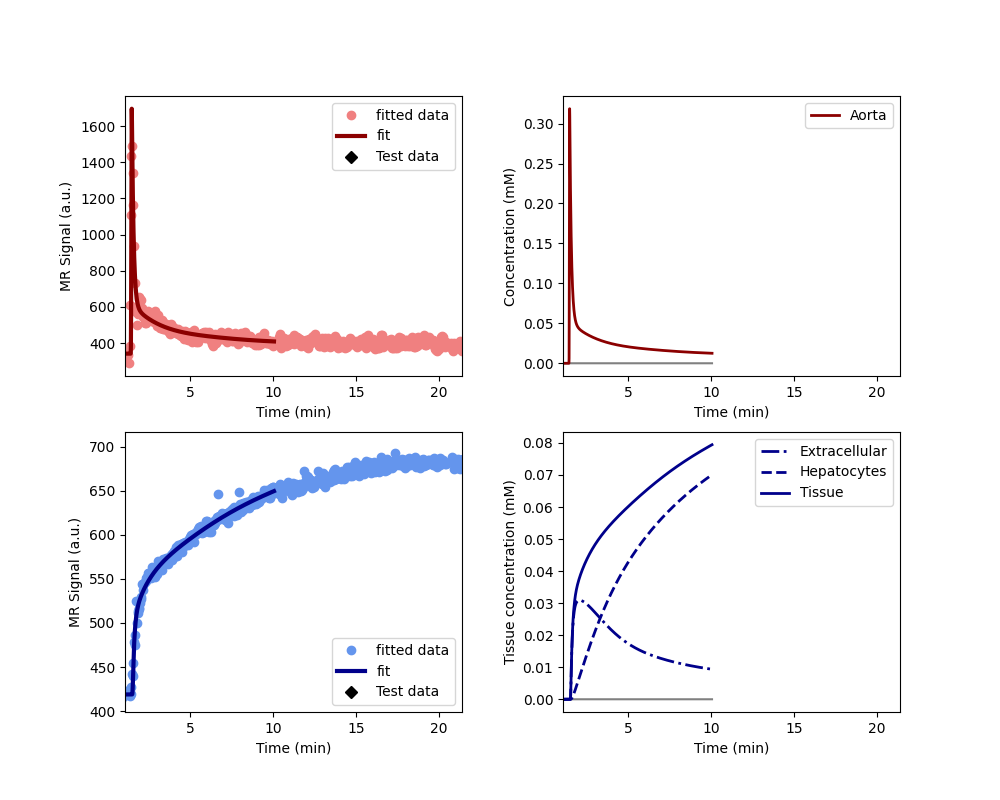 1600
1400
1200
1000
800
600
400
MR Signal (a.u.)
5
10
15
20
Time (min)
fitted data
fit
Test data
0.30
0.25
0.20
0.15
0.10
0.05
0.00
Concentration (mM)
5
10
15
20
Time (min)
Aorta
700
650
600
550
500
450
400
MR Signal (a.u.)
5
10
15
20
Time (min)
fitted data
fit
Test data
0.08
0.07
0.06
0.05
0.04
0.03
0.02
0.01
0.00
Tissue concentration (mM)
5
10
15
20
Time (min)
Extracellular
Hepatocytes
Tissue